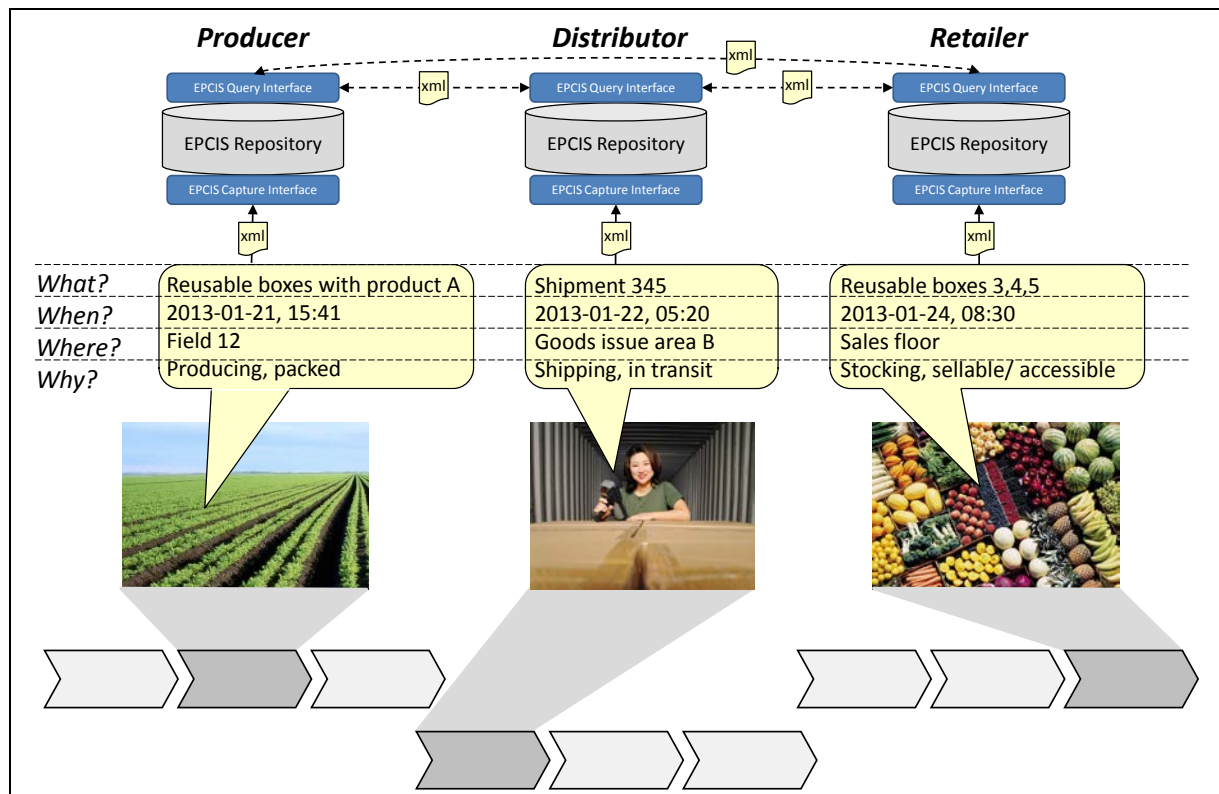 Producer
Distributor
Retailer
xml
EPCIS Query Interface
xml
EPCIS Query Interface
xml
EPCIS Query Interface
EPCIS Repository
EPCIS Repository
EPCIS Repository
EPCIS Capture Interface
EPCIS Capture Interface
EPCIS Capture Interface
xml
xml
xml
What?
Reusable boxes with product A
Shipment 345
Reusable boxes 3,4,5
When?
2013-01-21, 15:41
2013-01-22, 05:20
2013-01-24, 08:30
Where?
Field 12
Goods issue area B
Sales floor
Why?
Producing, packed
Shipping, in transit
Stocking, sellable/ accessible